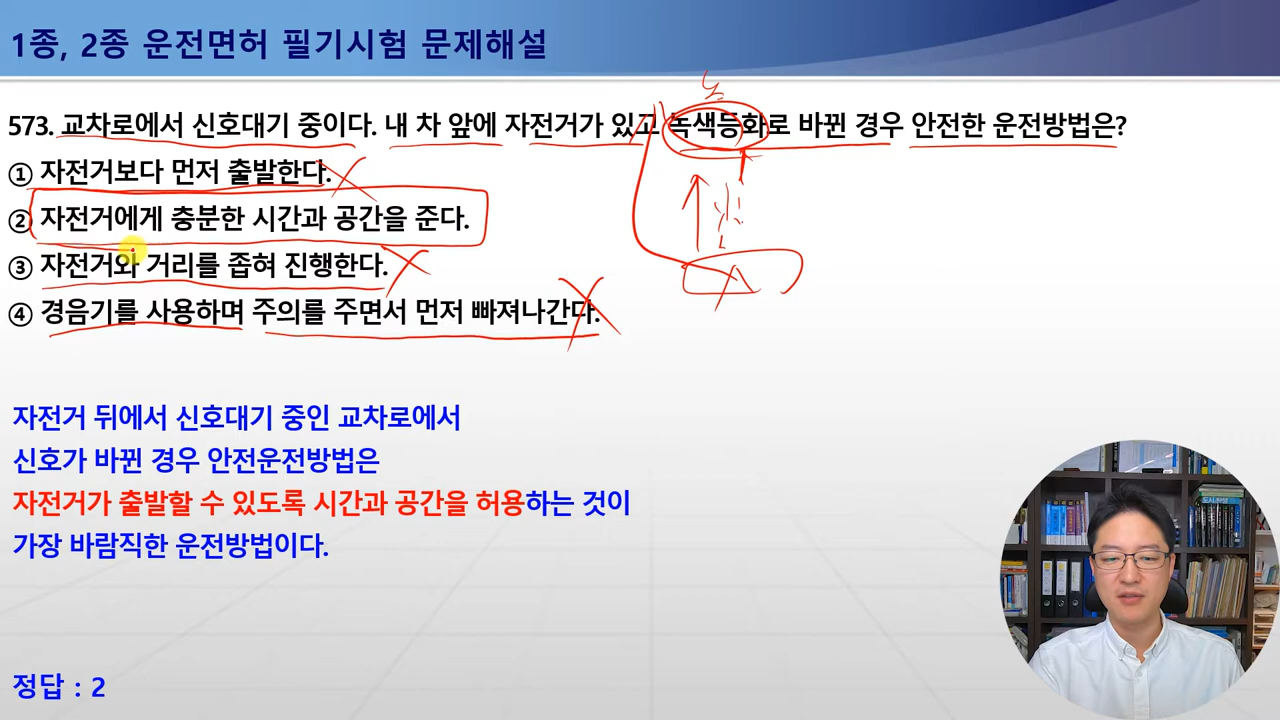 1종, 2종 운전면허 필기시험 문제해설
573. 교차로에서 신호대기 중이다. 내 차 앞에 자전거가 있고 녹색등화로 바뀐 경우 안전한 운전방법은?
① 자전거보다 먼저 출발한다.
② 자전거에게 충분한 시간과 공간을 준다.
③ 자전거와 거리를 좁혀 진행한다.
④ 경음기를 사용하며 주의를 주면서 먼저 빠져나간다.
자전거 뒤에서 신호대기 중인 교차로에서
신호가 바뀐 경우 안전운전방법은
자전거가 출발할 수 있도록 시간과 공간을 허용하는 것이
가장 바람직한 운전방법이다.
정답 : 2